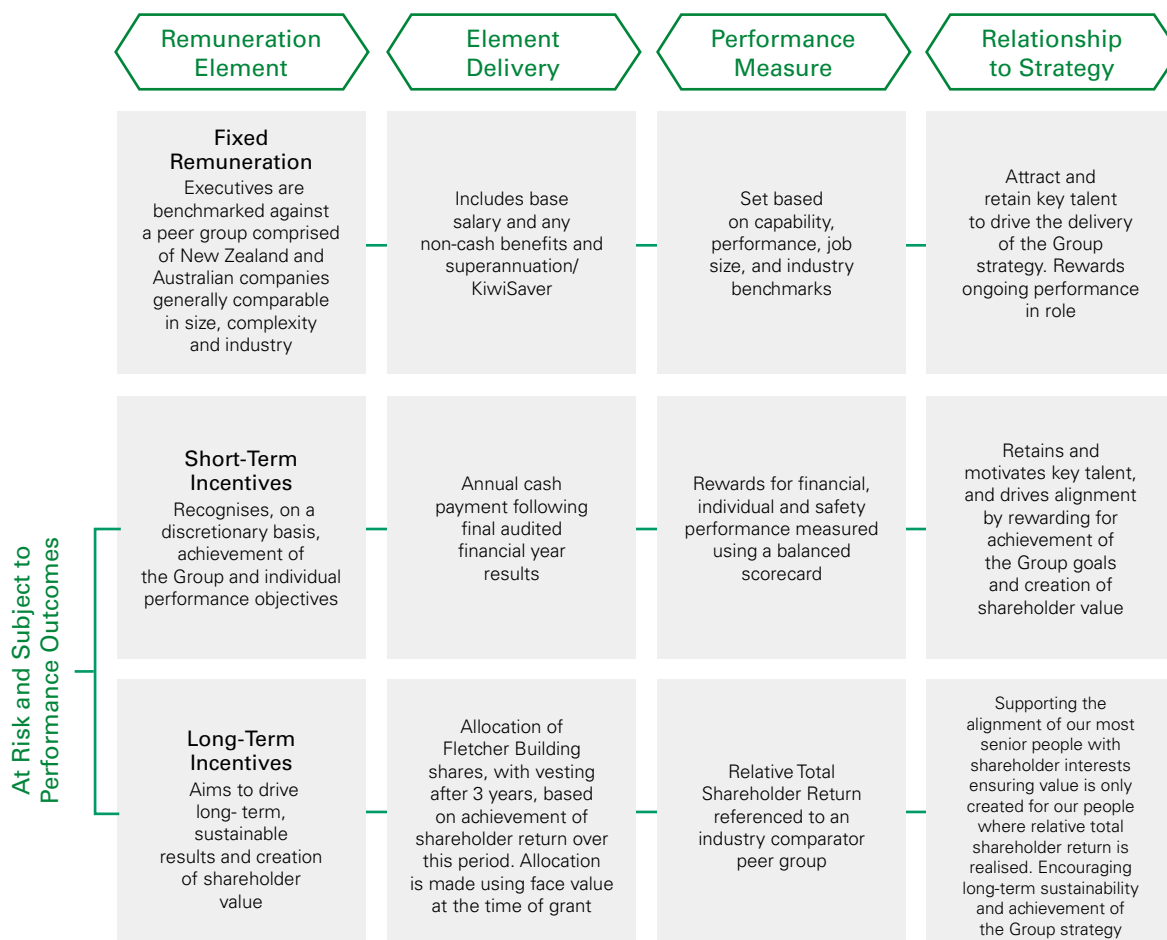 Remuneration
Element
Element
Delivery
Performance
Measure
Relationship
to Strategy
Fixed
Remuneration
Executives are
benchmarked against
a peer group comprised
of New Zealand and
Australian companies
generally comparable
in size, complexity
and industry
Includes base
salary and any
non-cash benefits and
superannuation/
KiwiSaver
Set based
on capability,
performance, job
size, and industry
benchmarks
Attract and
retain key talent
to drive the delivery
of the Group
strategy. Rewards
ongoing performance
in role
At Risk and Subject to
Performance Outcomes
Short-Term
Incentives
Recognises, on a
discretionary basis,
achievement of
the Group and individual
performance objectives
Annual cash
payment following
final audited
financial year
results
Rewards for financial,
individual and safety
performance measured
using a balanced
scorecard
Retains and
motivates key talent,
and drives alignment
by rewarding for
achievement of
the Group goals
and creation of
shareholder value
Long-Term
Incentives
Aims to drive
long- term,
sustainable
results and creation
of shareholder
value
Allocation of
Fletcher Building
shares, with vesting
after 3 years, based
on achievement of
shareholder return over
this period. Allocation
is made using face value
at the time of grant
Relative Total
Shareholder Return
referenced to an
industry comparator
peer group
Supporting the
alignment of our most
senior people with
shareholder interests
ensuring value is only
created for our people
where relative total
shareholder return is
realised. Encouraging
long-term sustainability
and achievement of
the Group strategy